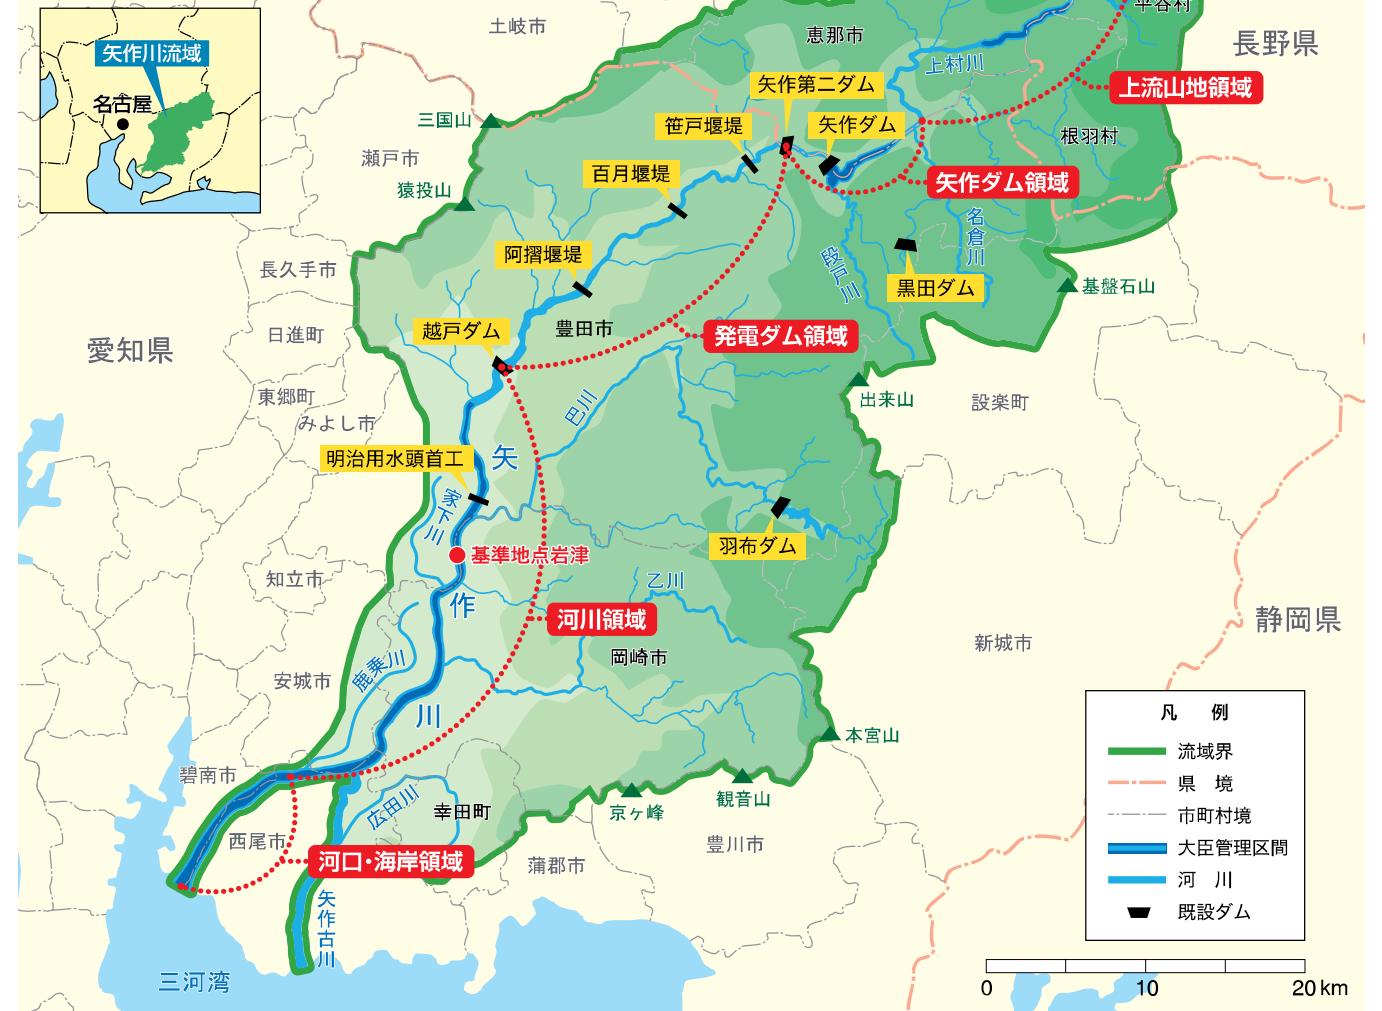 平谷村
土岐市
恵那市
長野県
矢作川流域
上村川
名古屋
矢作第二ダム
上流山地領域
三国山
笹戸堰堤
矢作ダム
根羽村
瀬戸市
百月堰堤
猿投山
矢作ダム領域
名倉川
阿摺堰堤
段戸川
長久手市
黒田ダム
基盤石山
豊田市
越戸ダム
発電ダム領域
日進町
愛知県
東郷町
巴川
出来山
設楽町
みよし市
矢
明治用水頭首工
家下川
羽布ダム
基準地点岩津
知立市
乙川
作
河川領域
静岡県
岡崎市
新城市
鹿乗川
安城市
川
凡 例
本宮山
流域界
碧南市
県 境
観音山
広田川
幸田町
京ヶ峰
市町村境
西尾市
豊川市
大臣管理区間
河口・海岸領域
蒲郡市
河 川
矢作古川
既設ダム
三河湾
0 10 20 km